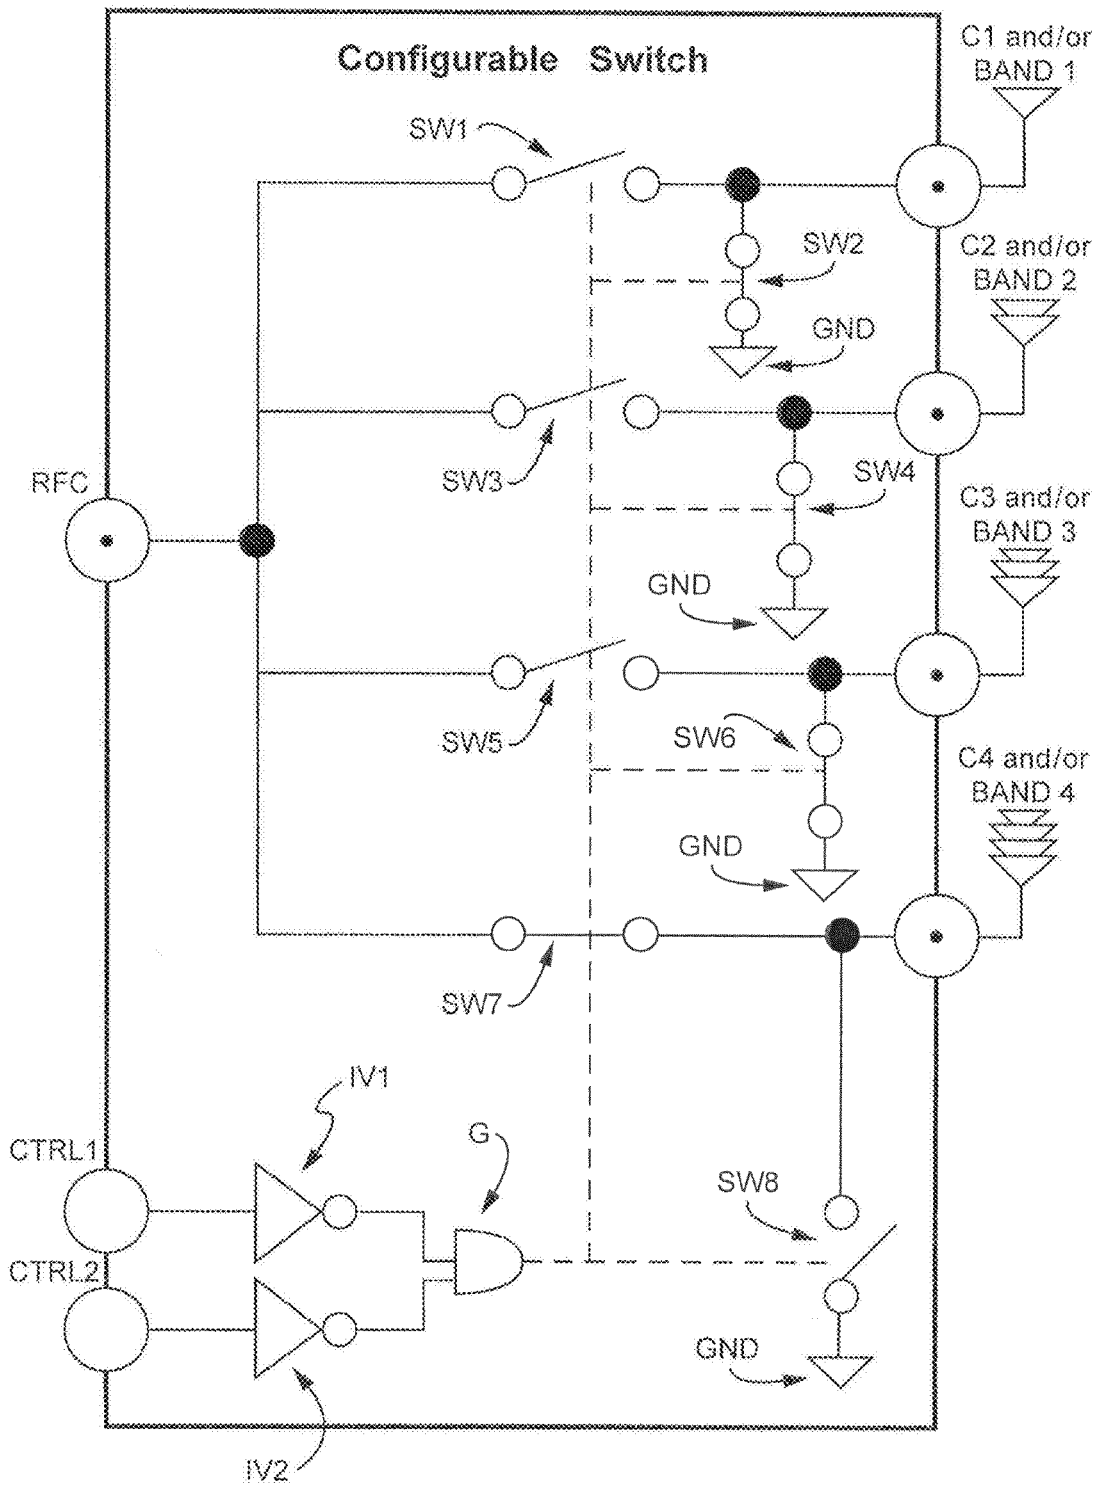 Configurable Switch
C1 and/or
BAND 1
SW1
SW2
C2 and/or
BAND 2
GND
RFC
SW3
SW4
C3 and/or
BAND 3
GND
SW5
SW6
C4 and/or
BAND 4
GND
SW7
IV1
G
CTRL1
SW8
CTRL2
GND
IV2